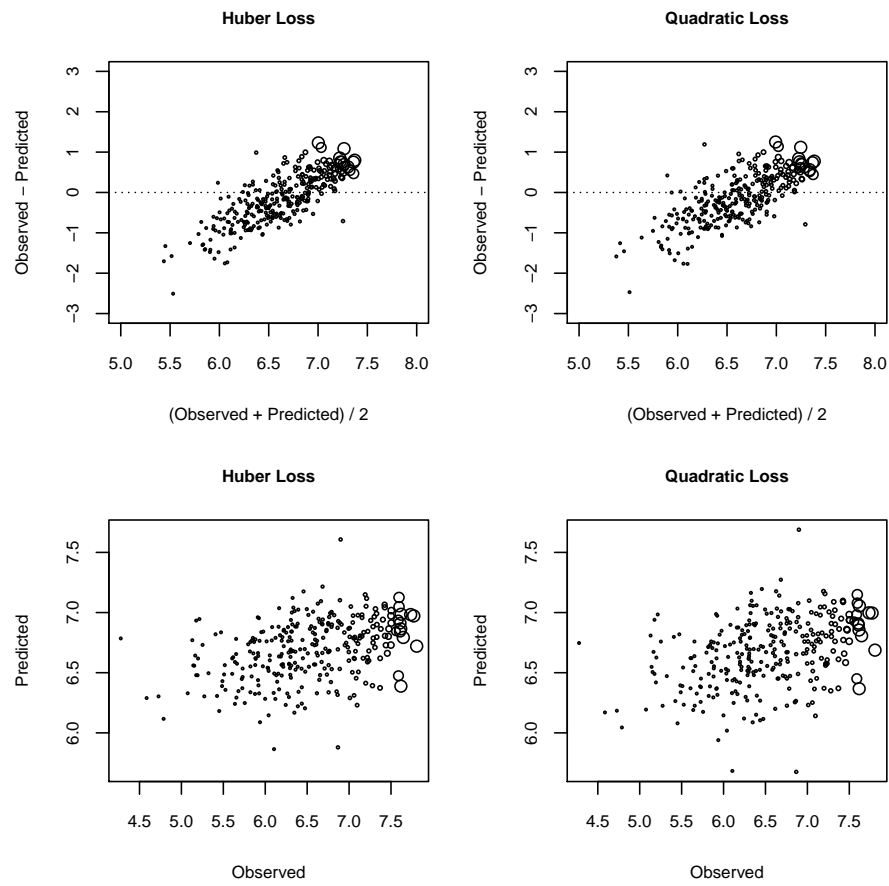 Huber Loss
Observed − Predicted
3
2
1
0
−1
−2
−3
5.0 5.5 6.0 6.5 7.0 7.5 8.0
(Observed + Predicted) / 2
Quadratic Loss
Observed − Predicted
3
2
1
0
−1
−2
−3
5.0 5.5 6.0 6.5 7.0 7.5 8.0
(Observed + Predicted) / 2
Huber Loss
Predicted
7.5
7.0
6.5
6.0
4.5 5.0 5.5 6.0 6.5 7.0 7.5
Observed
Quadratic Loss
Predicted
7.5
7.0
6.5
6.0
4.5 5.0 5.5 6.0 6.5 7.0 7.5
Observed